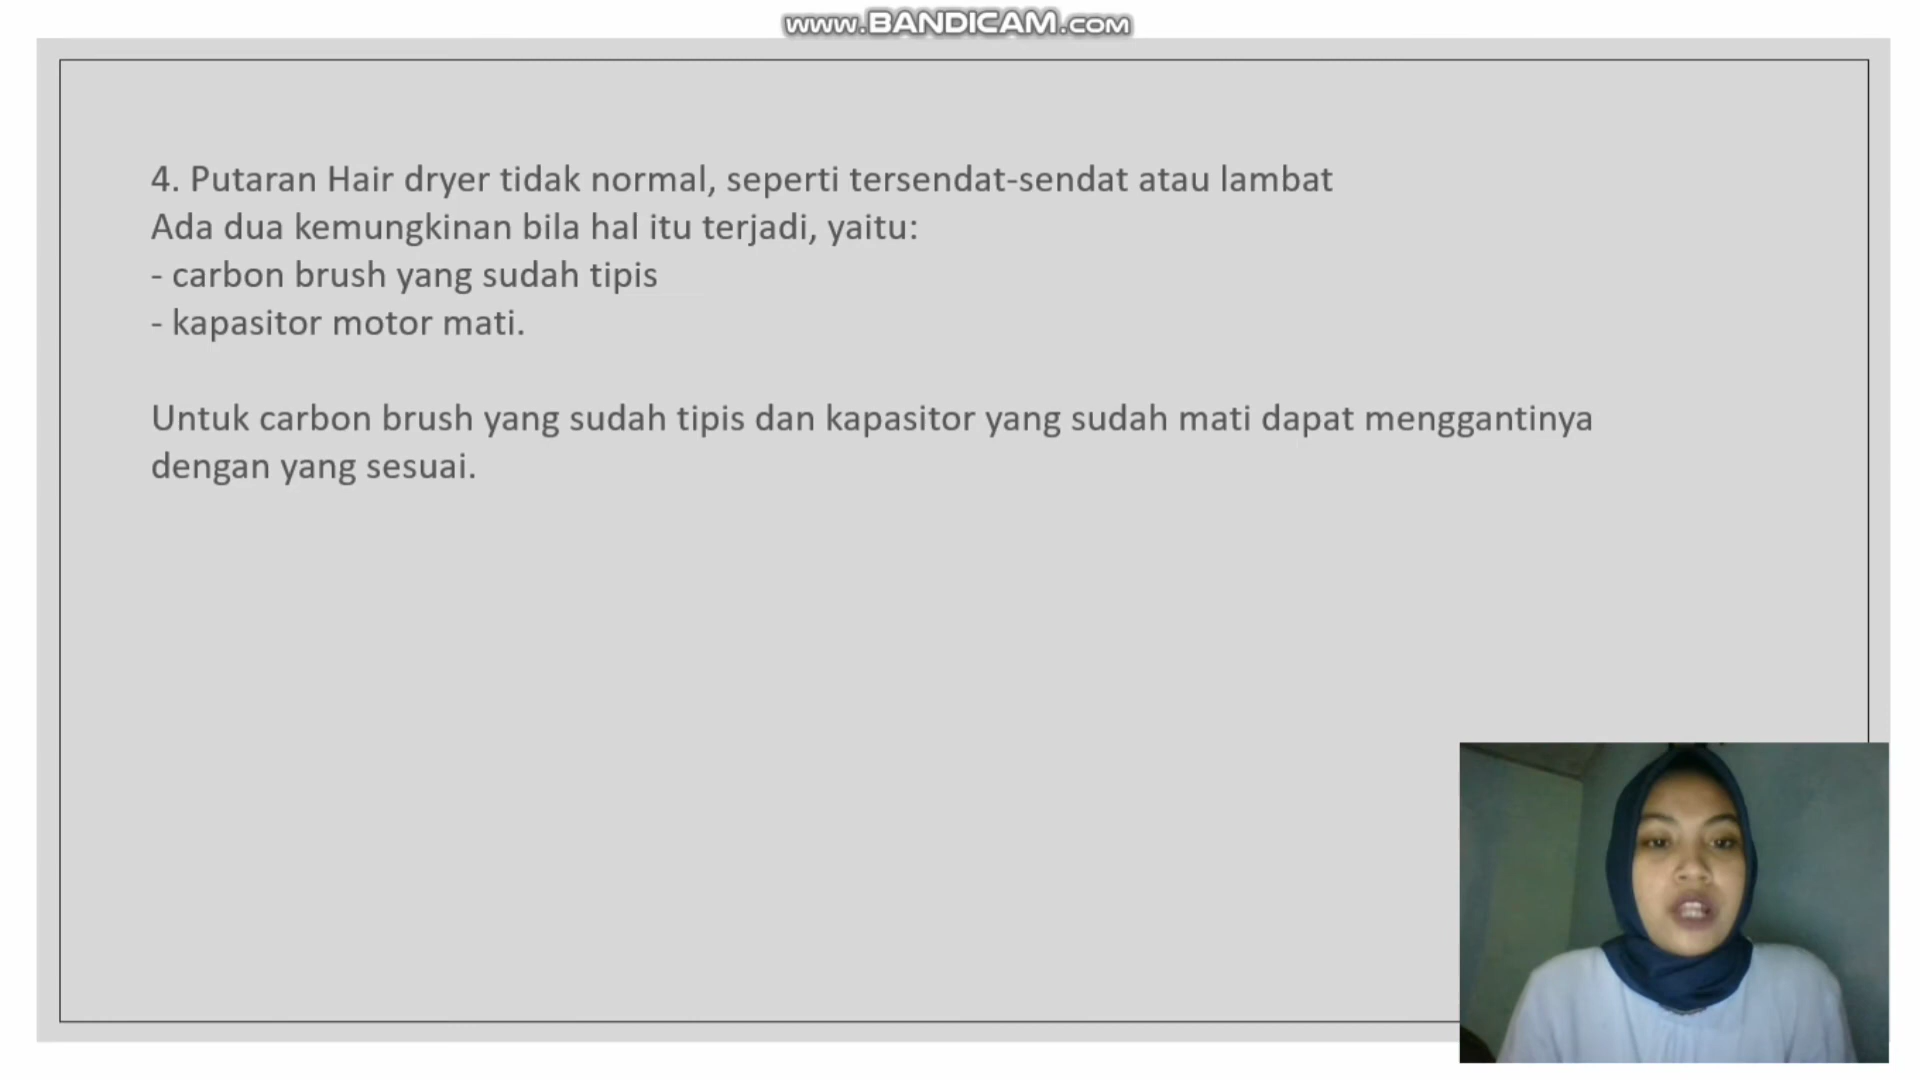 www.BANDICAM.com
4. Putaran Hair dryer tidak normal, seperti tersendat-sendat atau lambat
Ada dua kemungkinan bila hal itu terjadi, yaitu:
- carbon brush yang sudah tipis
- kapasitor motor mati.
Untuk carbon brush yang sudah tipis dan kapasitor yang sudah mati dapat menggantinya
dengan yang sesuai.